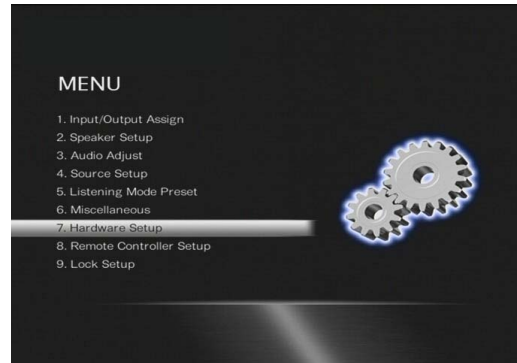 MENU
1. Input/Output Assign
2. Speaker Setup
3. Audio Adjust
4. Source Setup
5. Listening Mode Preset
6. Miscellaneous
7. Hardware Setup
8. Remote Controller Setup
9. Lock Setup